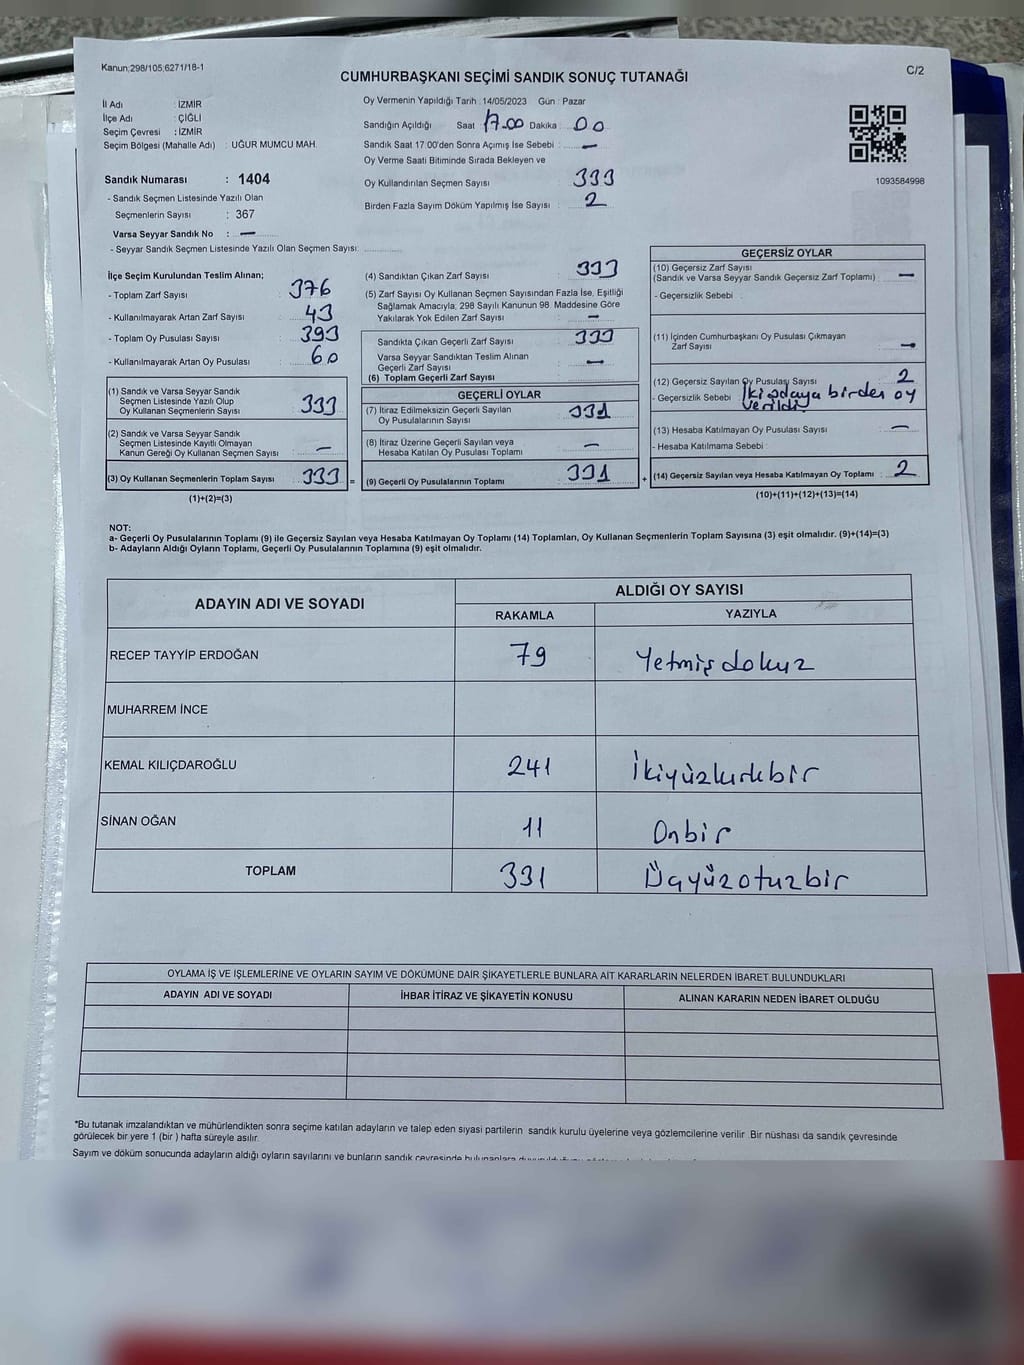 Kanun;298/105,6271/18-1
C/2
CUMHURBAŞKANI SEÇİMİ SANDIK SONUÇ TUTANAĞI
İl Adı : İZMİR
İlçe Adı : ÇİĞLİ
Seçim Çevresi : İZMİR
Seçim Bölgesi (Mahalle Adı) : UĞUR MUMCU MAH.
Sandık Numarası : 1404
- Sandık Seçmen Listesinde Yazılı Olan
Seçmenlerin Sayısı : 367
Varsa Seyyar Sandık No : —
- Seyyar Sandık Seçmen Listesinde Yazılı Olan Seçmen Sayısı:
Oy Vermenin Yapıldığı Tarih : 14/05/2023 Gün : Pazar
Sandığın Açıldığı Saat 17.00 Dakika : 00
Sandık Saat 17:00'den Sonra Açımış İse Sebebi : —
Oy Verme Saati Bitiminde Sırada Bekleyen ve
Oy Kullandırılan Seçmen Sayısı : 333
Birden Fazla Sayım Döküm Yapılmış İse Sayısı : 2
1093584998
İlçe Seçim Kurulundan Teslim Alınan;
- Toplam Zarf Sayısı : 376
- Kullanılmayarak Artan Zarf Sayısı : 43
- Toplam Oy Pusulası Sayısı : 393
- Kullanılmayarak Artan Oy Pusulası : 60
(1) Sandık ve Varsa Seyyar Sandık
Seçmen Listesinde Yazılı Olup
Oy Kullanan Seçmenlerin Sayısı : 333
(2) Sandık ve Varsa Seyyar Sandık
Seçmen Listesinde Kayıtlı Olmayan
Kanun Gereği Oy Kullanan Seçmen Sayısı : —
(3) Oy Kullanan Seçmenlerin Toplam Sayısı : 333 =
(1)+(2)=(3)
(4) Sandıktan Çıkan Zarf Sayısı : 333
(5) Zarf Sayısı Oy Kullanan Seçmen Sayısından Fazla İse, Eşitliği
Sağlamak Amacıyla, 298 Sayılı Kanunun 98. Maddesine Göre
Yakılarak Yok Edilen Zarf Sayısı : —
Sandıkta Çıkan Geçerli Zarf Sayısı : 333
Varsa Seyyar Sandıktan Teslim Alınan
Geçerli Zarf Sayısı : —
(6) Toplam Geçerli Zarf Sayısı :
GEÇERLİ OYLAR
(7) İtiraz Edilmeksizin Geçerli Sayılan
Oy Pusulalarının Sayısı : 331
(8) İtiraz Üzerine Geçerli Sayılan veya
Hesaba Katılan Oy Pusulası Toplamı : —
(9) Geçerli Oy Pusulalarının Toplamı : 331 +
GEÇERSİZ OYLAR
(10) Geçersiz Zarf Sayısı
(Sandık ve Varsa Seyyar Sandık Geçersiz Zarf Toplamı) : —
- Geçersizlik Sebebi :
(11) İçinden Cumhurbaşkanı Oy Pusulası Çıkmayan
Zarf Sayısı : —
(12) Geçersiz Sayılan Oy Pusulası Sayısı : 2
- Geçersizlik Sebebi : İki adaya birden oy
verildi.
(13) Hesaba Katılmayan Oy Pusulası Sayısı : —
- Hesaba Katılmama Sebebi :
(14) Geçersiz Sayılan veya Hesaba Katılmayan Oy Toplamı : 2
(10)+(11)+(12)+(13)=(14)
NOT:
a- Geçerli Oy Pusulalarının Toplamı (9) ile Geçersiz Sayılan veya Hesaba Katılmayan Oy Toplamı (14) Toplamları, Oy Kullanan Seçmenlerin Toplam Sayısına (3) eşit olmalıdır. (9)+(14)=(3)
b- Adayların Aldığı Oyların Toplamı, Geçerli Oy Pusulalarının Toplamına (9) eşit olmalıdır.
ADAYIN ADI VE SOYADI
ALDIĞI OY SAYISI
RAKAMLA YAZIYLA
RECEP TAYYİP ERDOĞAN 79 Yetmiş dokuz
MUHARREM İNCE
KEMAL KILIÇDAROĞLU 241 İkiyüzkırkbir
SİNAN OĞAN 11 Onbir
TOPLAM 331 Üçyüzotuzbir
OYLAMA İŞ VE İŞLEMLERİNE VE OYLARIN SAYIM VE DÖKÜMÜNE DAİR ŞİKAYETLERLE BUNLARA AİT KARARLARIN NELERDEN İBARET BULUNDUKLARI
ADAYIN ADI VE SOYADI İHBAR İTİRAZ VE ŞİKAYETİN KONUSU ALINAN KARARIN NEDEN İBARET OLDUĞU
*Bu tutanak imzalandıktan ve mühürlendikten sonra seçime katılan adayların ve talep eden siyasi partilerin sandık kurulu üyelerine veya gözlemcilerine verilir .Bir nüshası da sandık çevresinde
görülecek bir yere 1 (bir ) hafta süreyle asılır.
Sayım ve döküm sonucunda adayların aldığı oyların sayılarını ve bunların sandık çevresinde bulunanlara